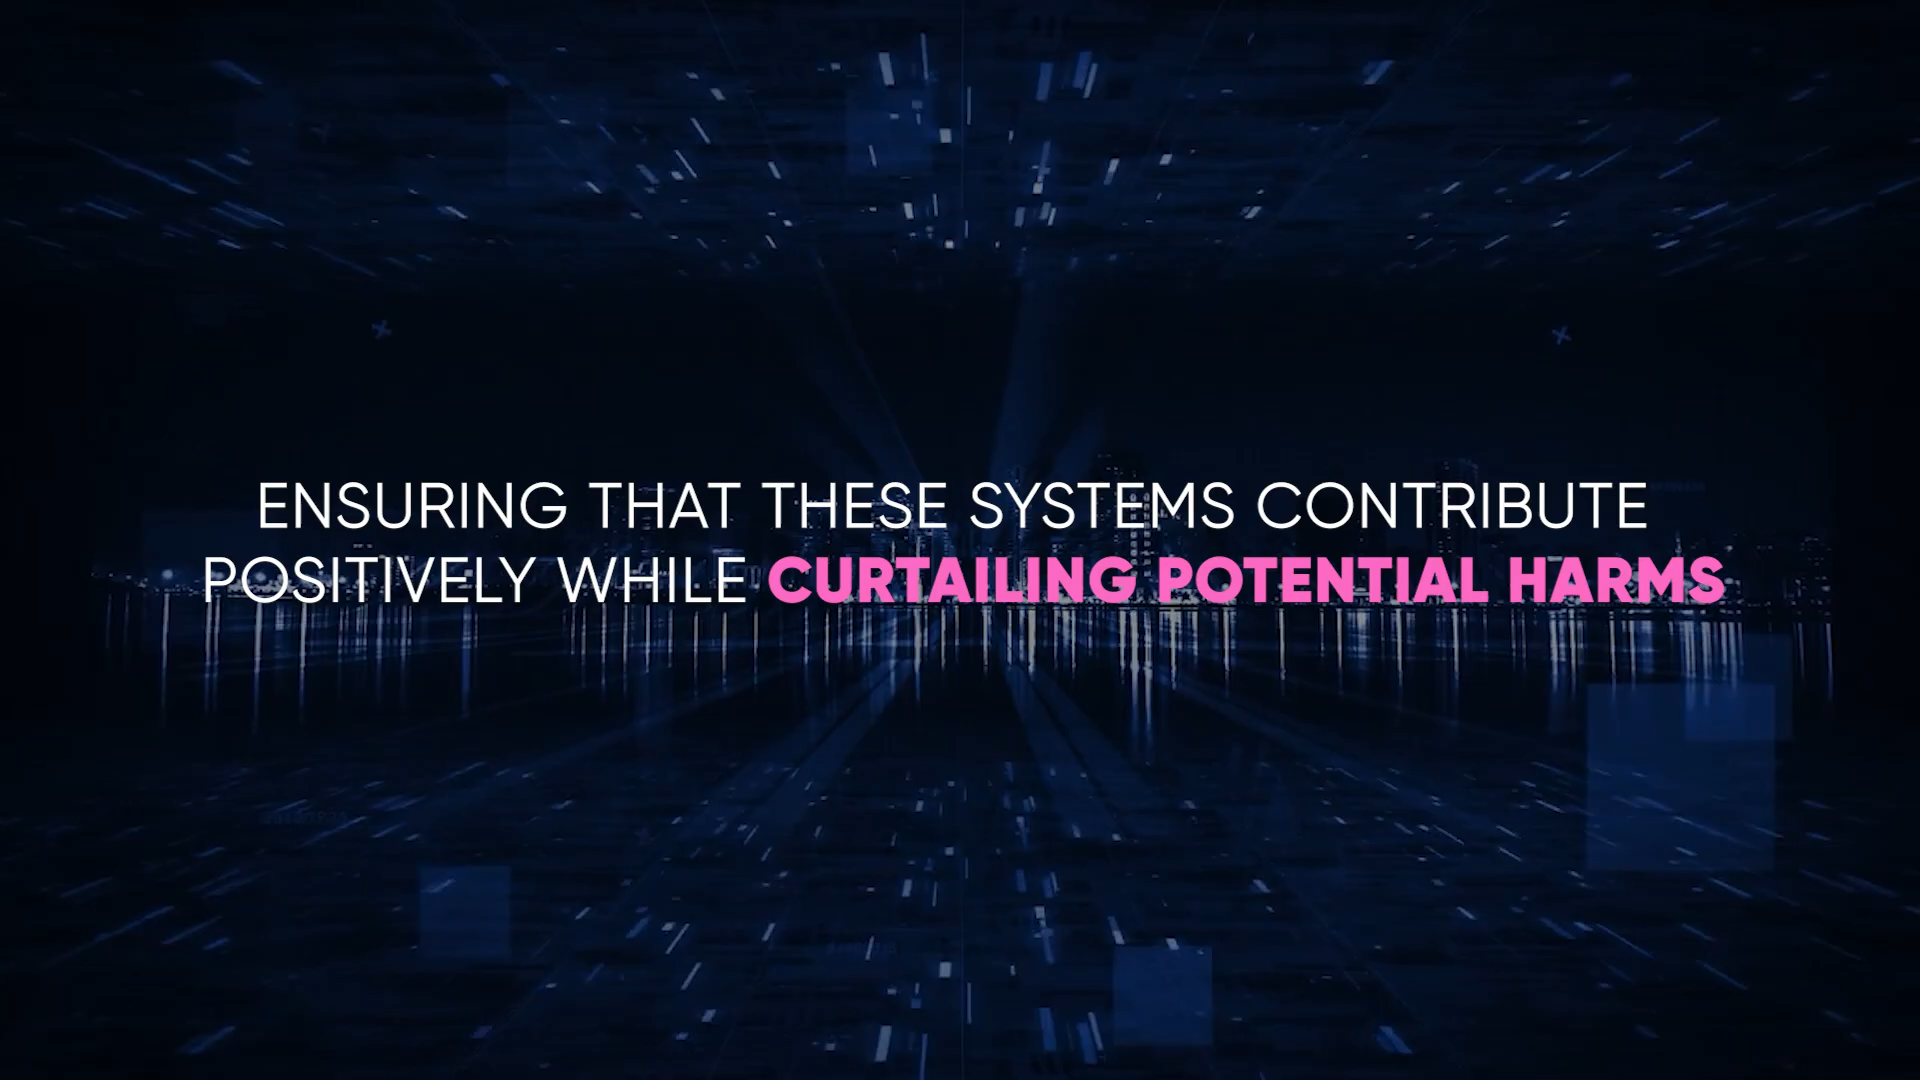 ENSURING THAT THESE SYSTEMS CONTRIBUTE
POSITIVELY WHILE CURTAILING POTENTIAL HARMS